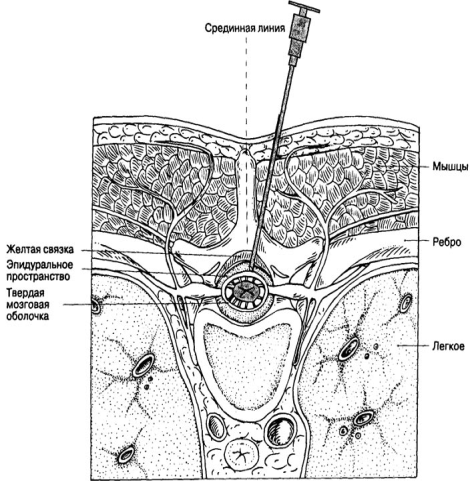 Срединная линия
Мышцы
Ребро
Желтая связка
Эпидуральное
пространство
Твердая
мозговая
оболочка
Легкое